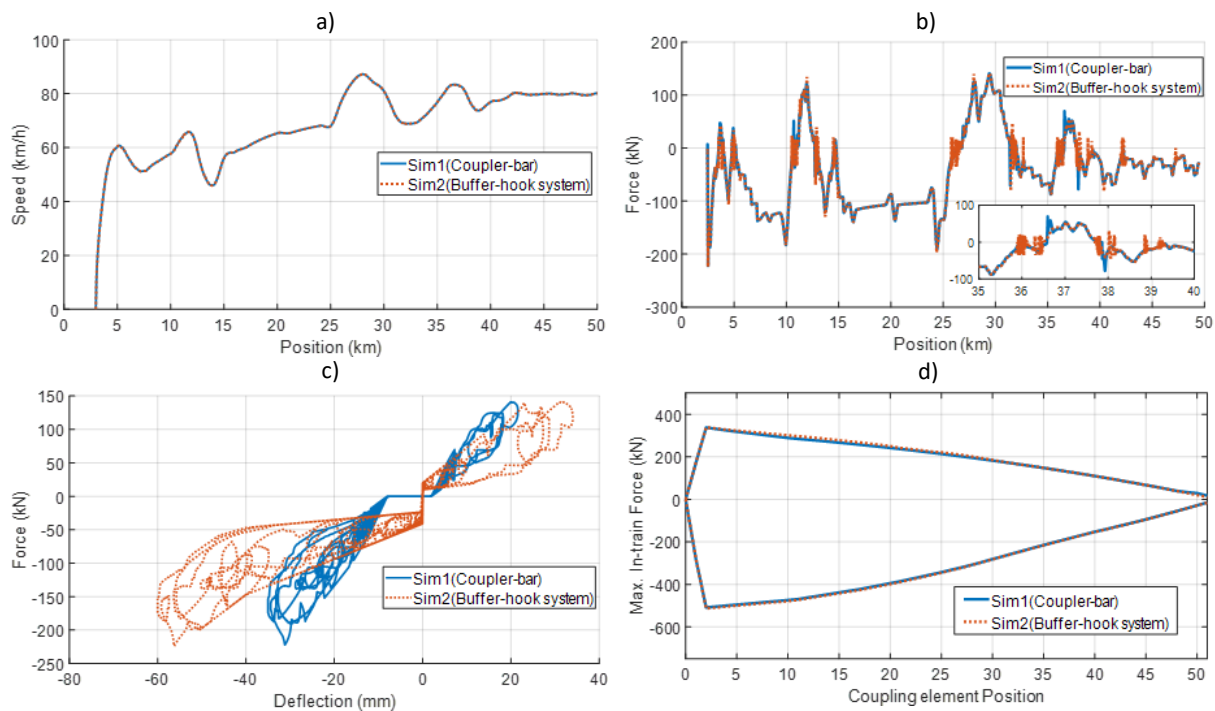 a)
100
80
60
40
20
0
Speed (km/h)
Sim1(Coupler-bar)
Sim2(Buffer-hook system)
0 5 10 15 20 25 30 35 40 45 50
Position (km)
b)
200
100
0
-100
-200
-300
Force (kN)
Sim1(Coupler-bar)
Sim2(Buffer-hook system)
100
0
-100
35 36 37 38 39 40
0 5 10 15 20 25 30 35 40 45 50
Position (km)
c)
150
100
50
0
-50
-100
-150
-200
-250
Force (kN)
Sim1(Coupler-bar)
Sim2(Buffer-hook system)
-80 -60 -40 -20 0 20 40
Deflection (mm)
d)
400
200
0
-200
-400
-600
Max. In-train Force (kN)
Sim1(Coupler-bar)
Sim2(Buffer-hook system)
0 10 20 30 40 50
Coupling element Position